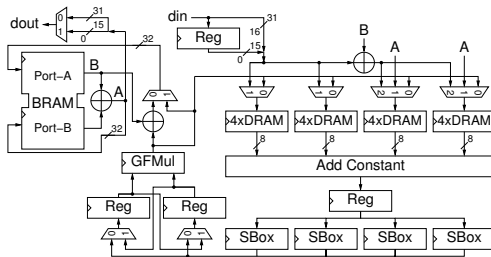 dout
0 1
31
15
0
32
din
31
16
15
0
Reg
B
A
A
Port-A
BRAM
Port-B
B
A
32
0 1
1 0
1 0
2 1 0
2 1 0
4xDRAM 4xDRAM 4xDRAM 4xDRAM
8 8 8 8
GFMul
Add Constant
Reg Reg
Reg
0 1
0 1
SBox SBox SBox SBox